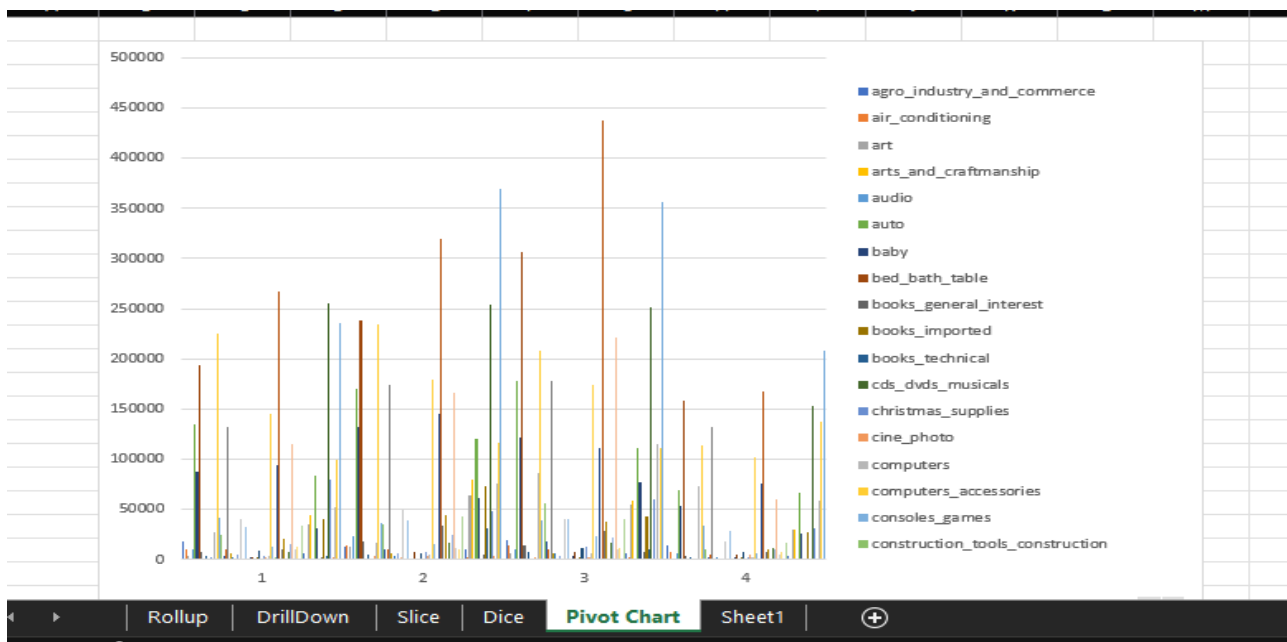 500000
450000
400000
350000
300000
250000
200000
150000
100000
50000
0
1 2 3 4
agro_industry_and_commerce
air_conditioning
art
arts_and_craftmanship
audio
auto
baby
bed_bath_table
books_general_interest
books_imported
books_technical
cds_dvds_musicals
christmas_supplies
cine_photo
computers
computers_accessories
consoles_games
construction_tools_construction
Rollup DrillDown Slice Dice Pivot Chart Sheet1